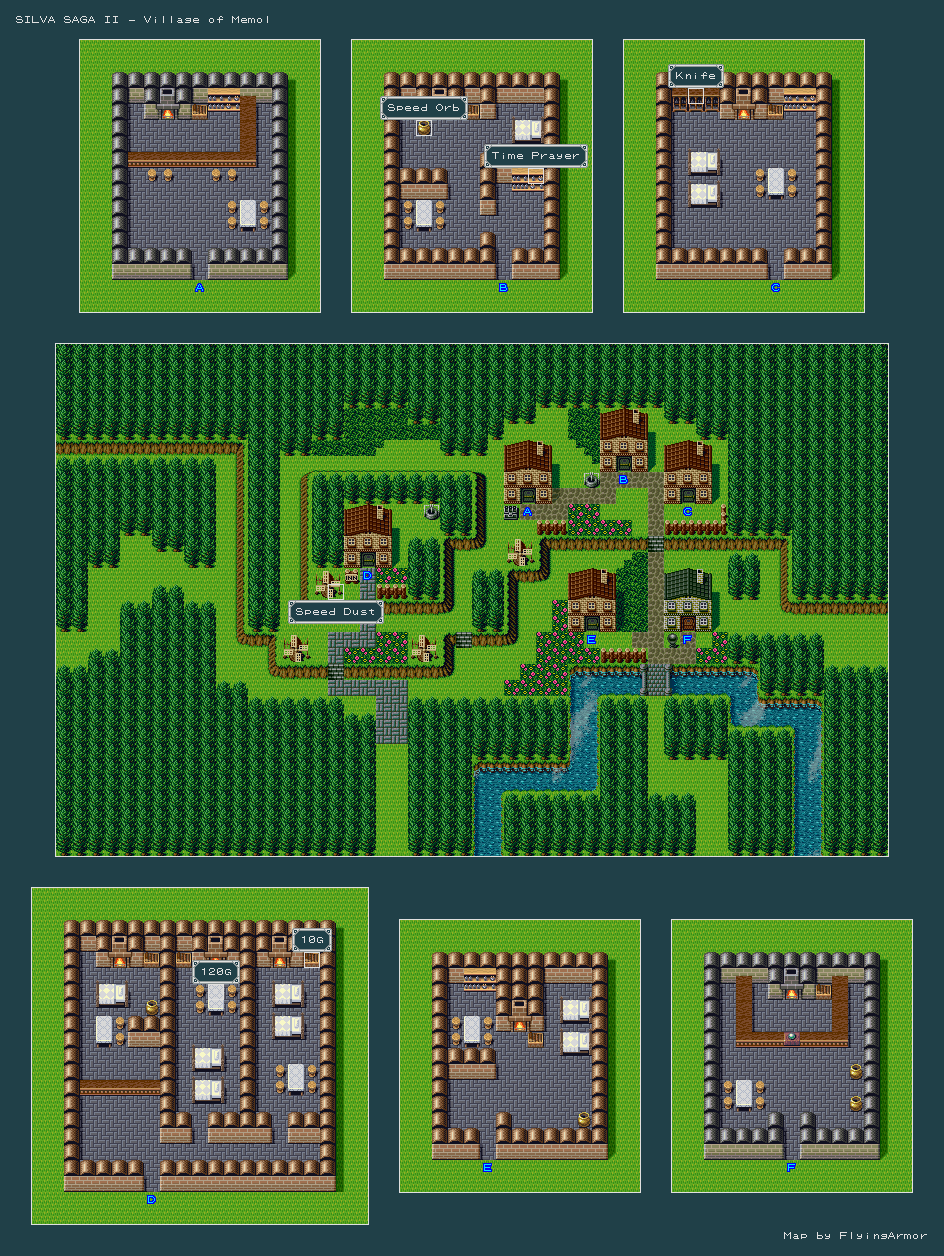 SILVA SAGA II - Village of Memol
Knife
Speed Orb
Time Prayer
A
B
C
B
A
C
D
Speed Dust
E
F
10G
120G
D
E
F
Map by FlyingArmor